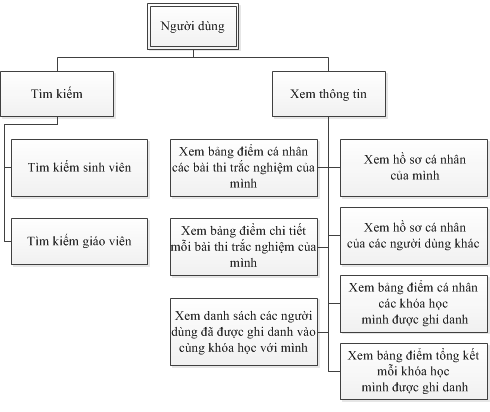 Người dùng
Tìm kiếm
Xem thông tin
Tìm kiếm sinh viên
Tìm kiếm giáo viên
Xem bảng điểm cá nhân
các bài thi trắc nghiệm của
mình
Xem hồ sơ cá nhân
của mình
Xem bảng điểm chi tiết
mỗi bài thi trắc nghiệm của
mình
Xem hồ sơ cá nhân
của các người dùng khác
Xem danh sách các người
dùng đã được ghi danh vào
cùng khóa học với mình
Xem bảng điểm cá nhân
các khóa học
mình được ghi danh
Xem bảng điểm tổng kết
mỗi khóa học
mình được ghi danh